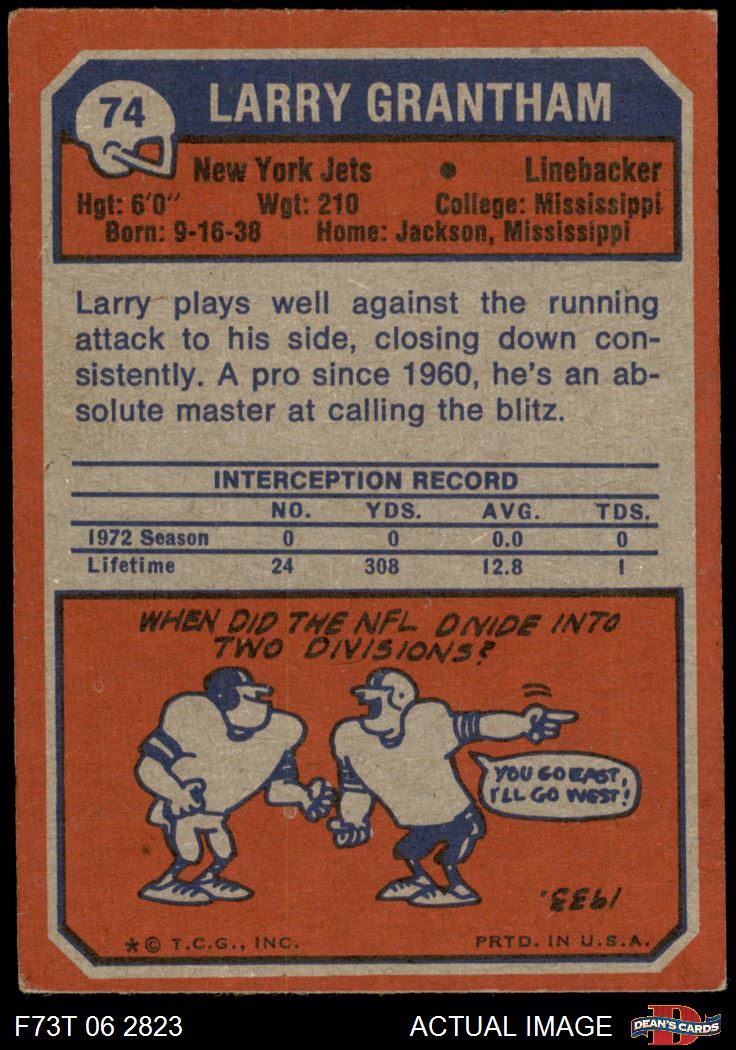 74
LARRY GRANTHAM
New York Jets • Linebacker
Hgt: 6'0" Wgt: 210 College: Mississippi
Born: 9-16-38 Home: Jackson, Mississippi
Larry plays well against the running
attack to his side, closing down con-
sistently. A pro since 1960, he's an ab-
solute master at calling the blitz.
INTERCEPTION RECORD
NO. YDS. AVG. TDS.
1972 Season 0 0 0.0 0
Lifetime 24 308 12.8 1
WHEN DID THE NFL DIVIDE INTO
TWO DIVISIONS?
YOU GO EAST,
I'LL GO WEST!
1933.
* © T.C.G., INC. PRTD. IN U.S.A.
F73T 06 2823 ACTUAL IMAGE
D
DEAN'S CARDS